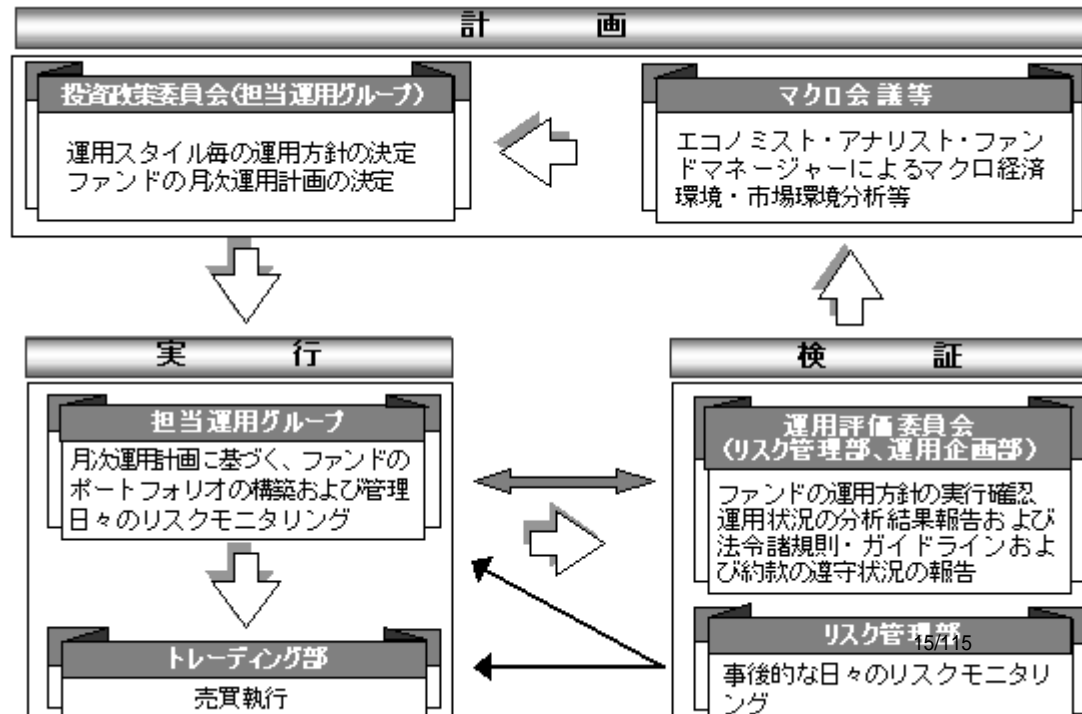 計 画
投資政策委員会(担当運用グループ)
運用スタイル毎の運用方針の決定
ファンドの月次運用計画の決定
マクロ会議等
エコノミスト・アナリスト・ファン
ドマネージャーによるマクロ経済
環境・市場環境分析等
実 行
担当運用グループ
月次運用計画に基づく、ファンドの
ポートフォリオの構築および管理
日々のリスクモニタリング
トレーディング部
売買執行
検 証
運用評価委員会
(リスク管理部、運用企画部)
ファンドの運用方針の実行確認
運用状況の分析結果報告および
法令諸規則・ガイドラインおよ
び約款の遵守状況の報告
リスク管理部
15/115
事後的な日々のリスクモニタリ
ング